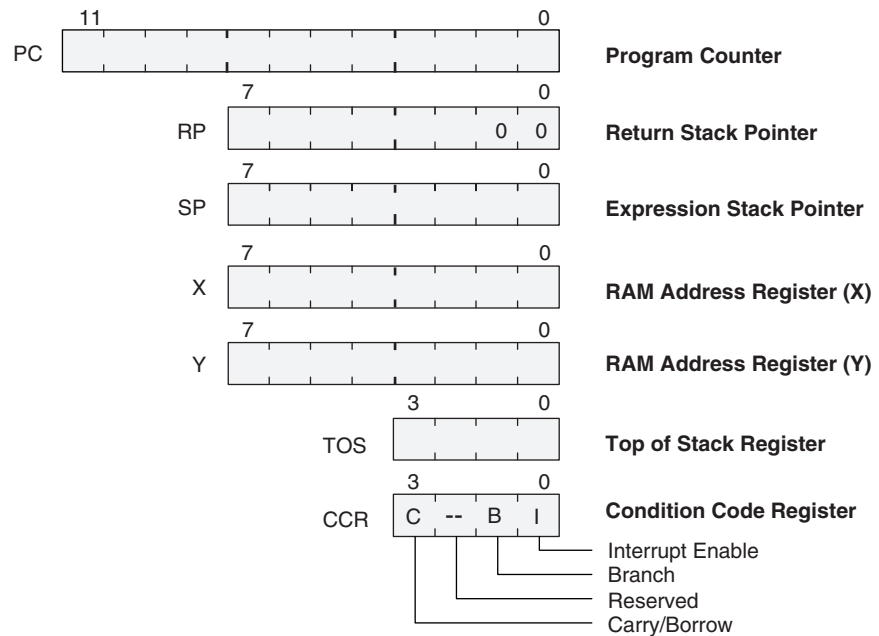 11 0
PC Program Counter
7 0
RP 0 0 Return Stack Pointer
7 0
SP Expression Stack Pointer
7 0
X RAM Address Register (X)
7 0
Y RAM Address Register (Y)
3 0
TOS Top of Stack Register
3 0
CCR C -- B I Condition Code Register
Interrupt Enable
Branch
Reserved
Carry/Borrow